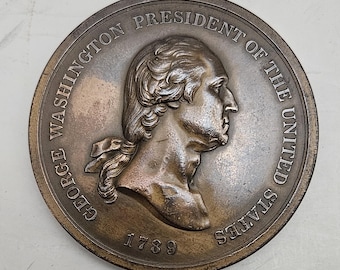 GEORGE WASHINGTON PRESIDENT OF THE UNITED STATES
1789